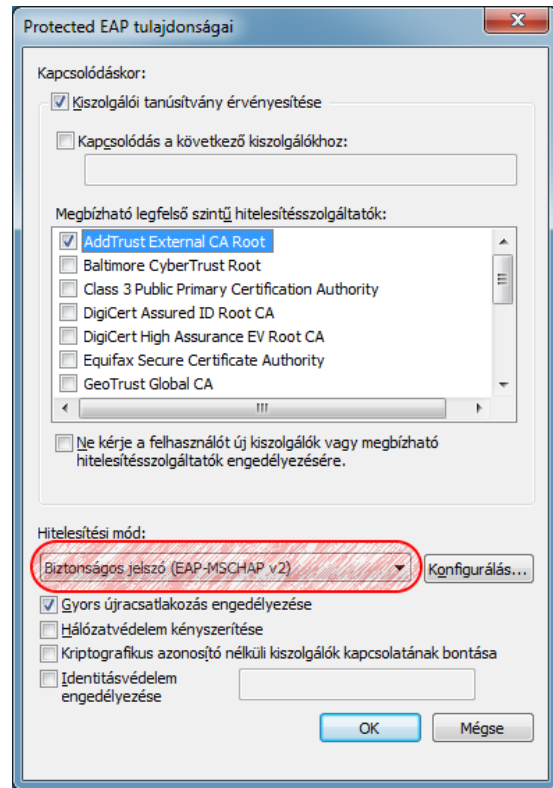 Protected EAP tulajdonságai
Kapcsolódáskor:
Kiszolgálói tanúsítvány érvényesítése
Kapcsolódás a következő kiszolgálókhoz:
Megbízható legfelső szintű hitelesítésszolgáltatók:
AddTrust External CA Root
Baltimore CyberTrust Root
Class 3 Public Primary Certification Authority
DigiCert Assured ID Root CA
DigiCert High Assurance EV Root CA
Equifax Secure Certificate Authority
GeoTrust Global CA
Ne kérje a felhasználót új kiszolgálók vagy megbízható
hitelesítésszolgáltatók engedélyezésére.
Hitelesítési mód:
Biztonságos jelszó (EAP-MSCHAP v2)
Konfigurálás...
Gyors újracsatlakozás engedélyezése
Hálózatvédelem kényszerítése
Kriptografikus azonosító nélküli kiszolgálók kapcsolatának bontása
Identitásvédelem
engedélyezése
OK Mégse